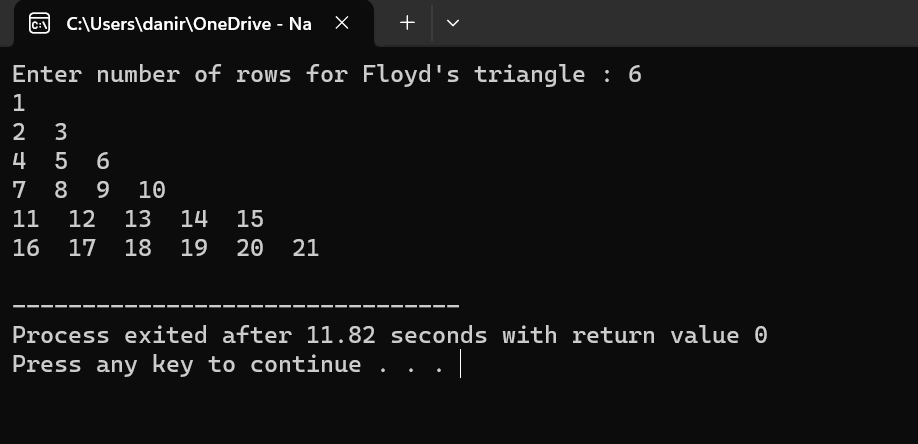 C:\Users\danir\OneDrive - Na
Enter number of rows for Floyd's triangle : 6
1
2  3
4  5  6
7  8  9  10
11  12  13  14  15
16  17  18  19  20  21
--------------------------------
Process exited after 11.82 seconds with return value 0
Press any key to continue . . .